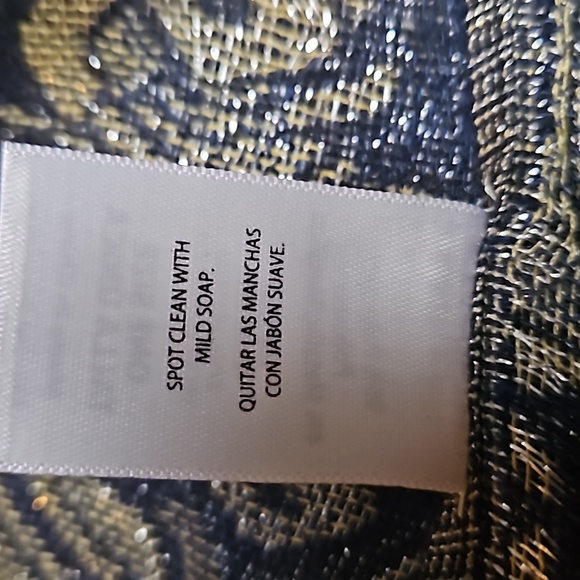 SPOT CLEAN WITH
MILD SOAP.
QUITAR LAS MANCHAS
CON JABÓN SUAVE.